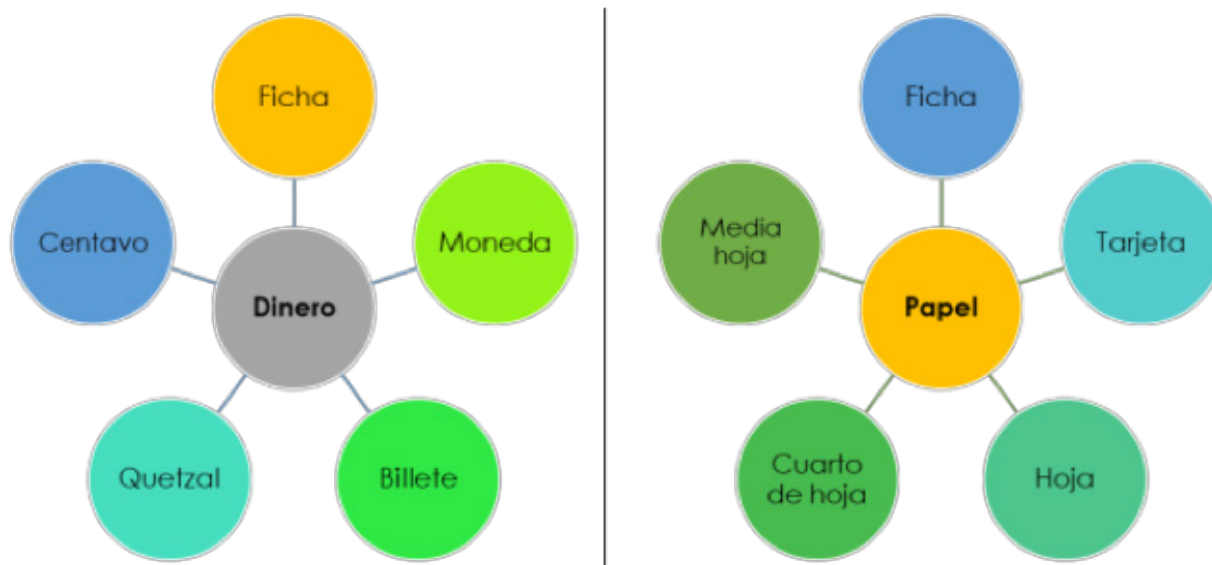 Ficha
Centavo
Moneda
Dinero
Quetzal
Billete
Ficha
Media
hoja
Tarjeta
Papel
Cuarto
de hoja
Hoja